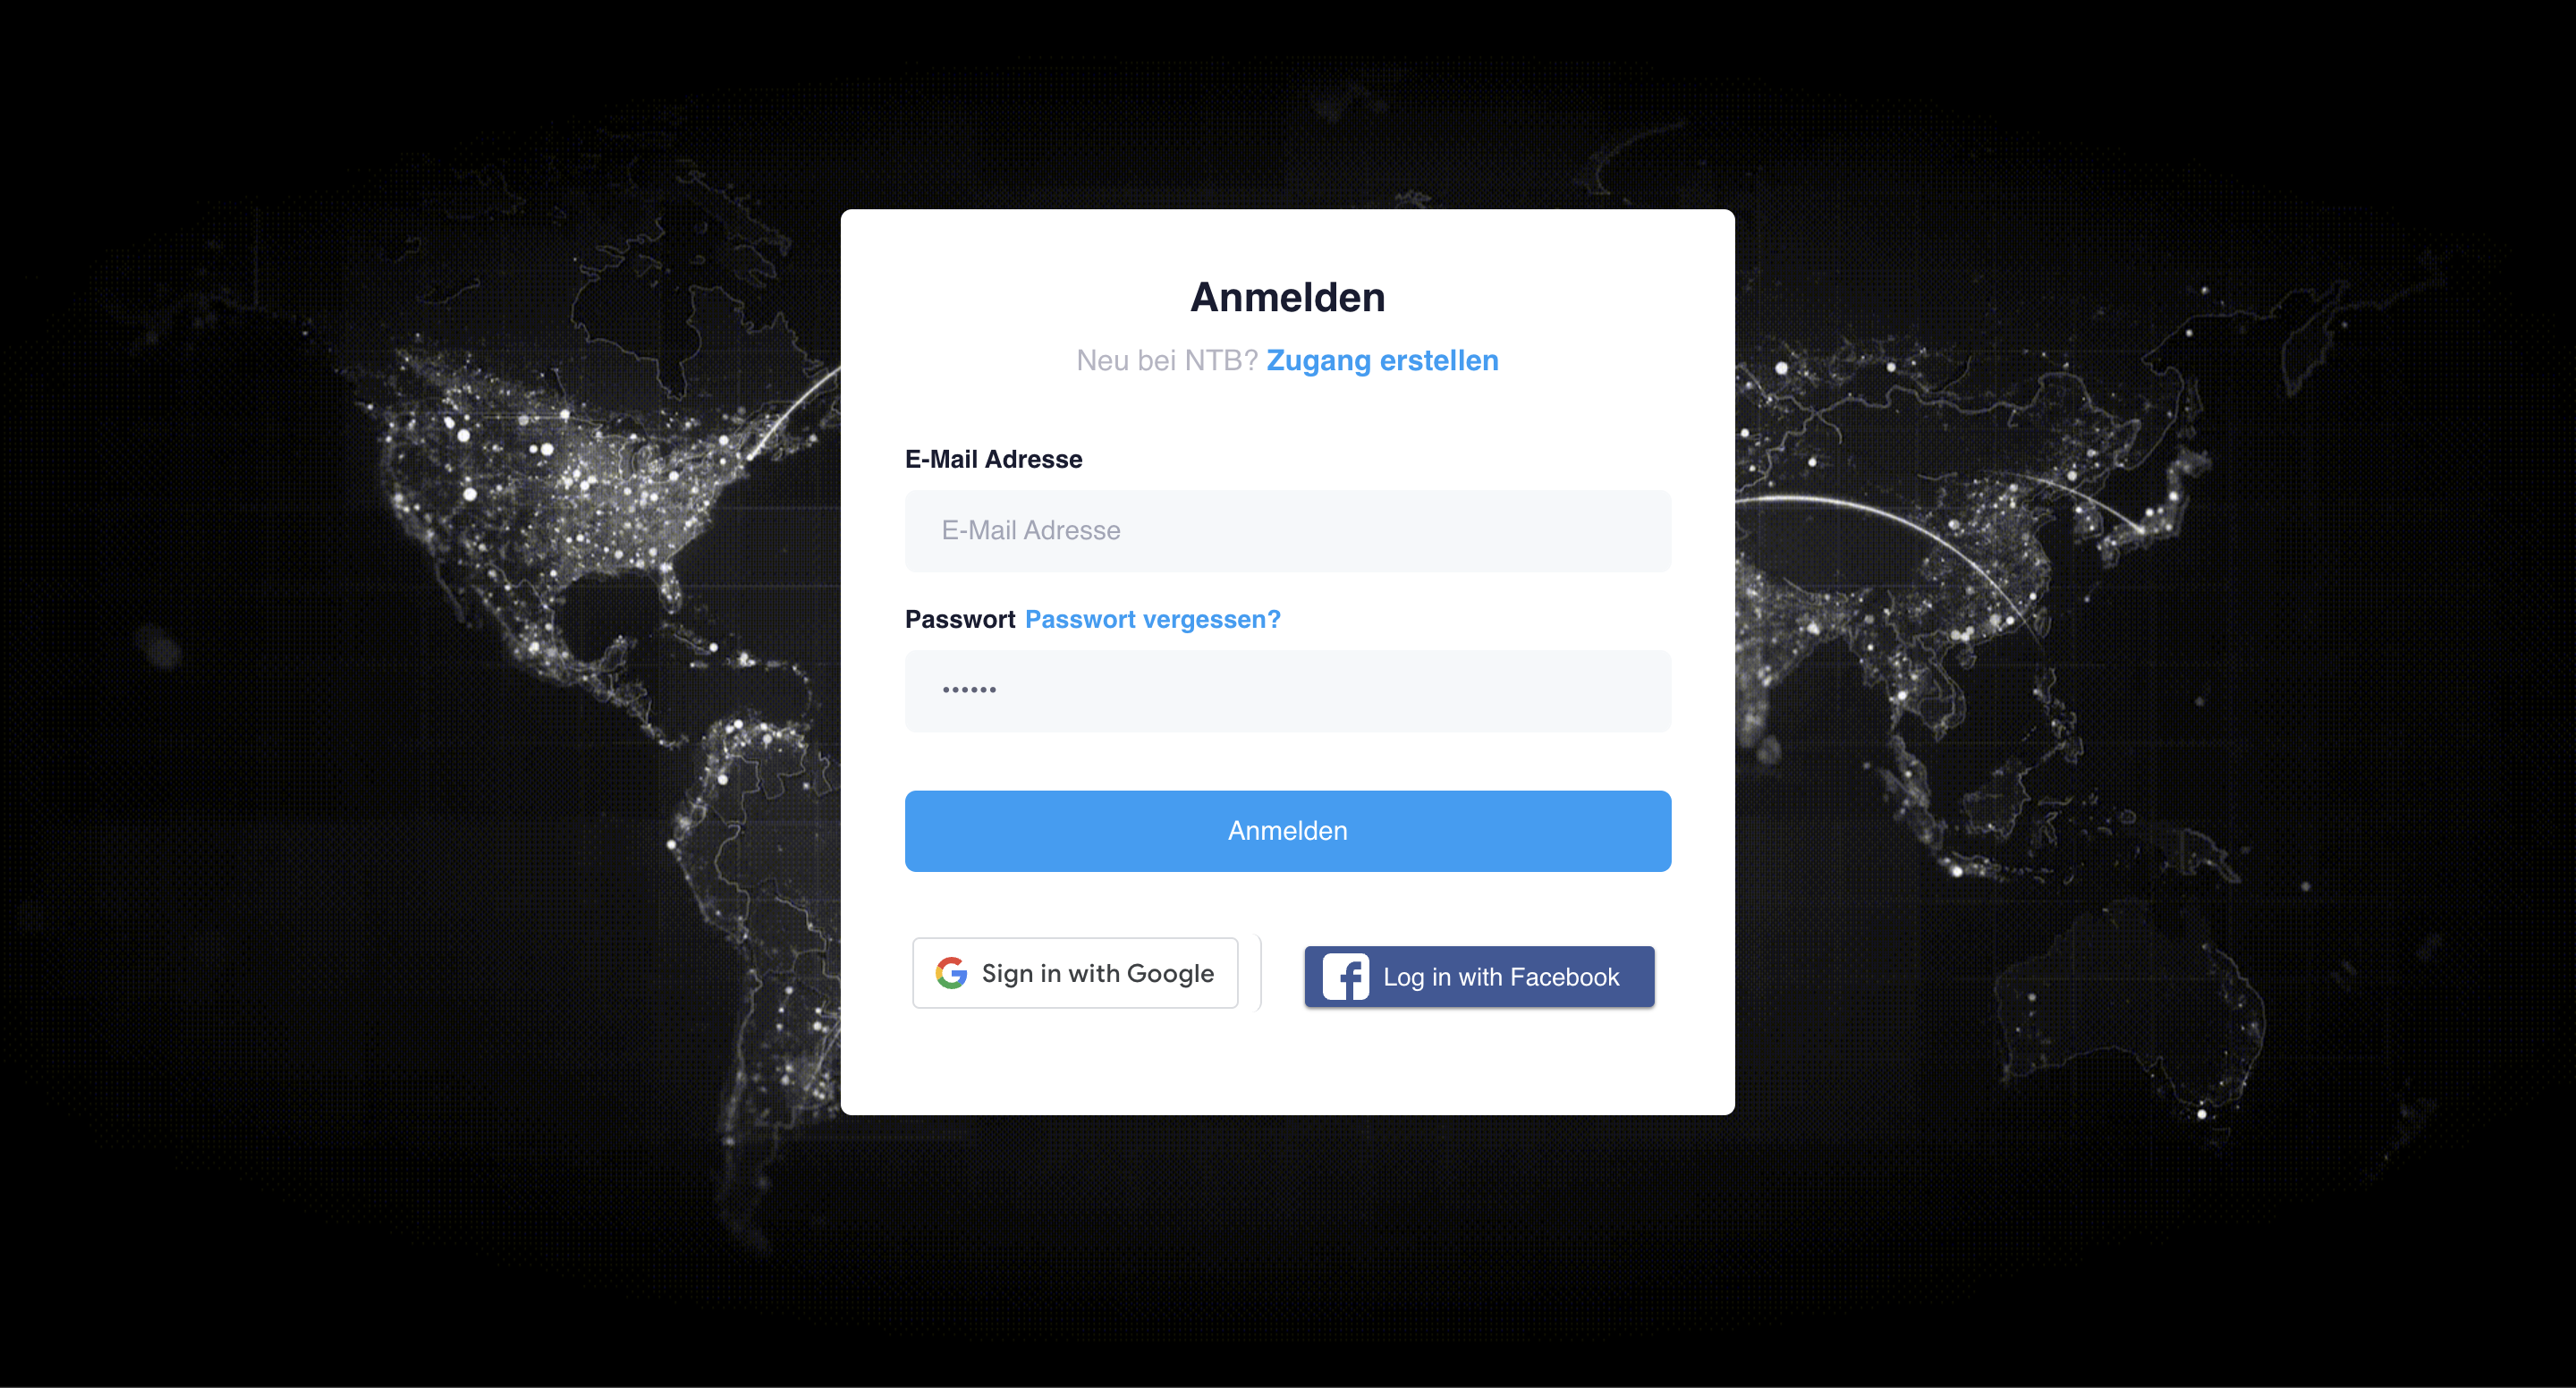 Anmelden
Neu bei NTB? Zugang erstellen
E-Mail Adresse
E-Mail Adresse
Passwort Passwort vergessen?
••••••
Anmelden
Sign in with Google
Log in with Facebook